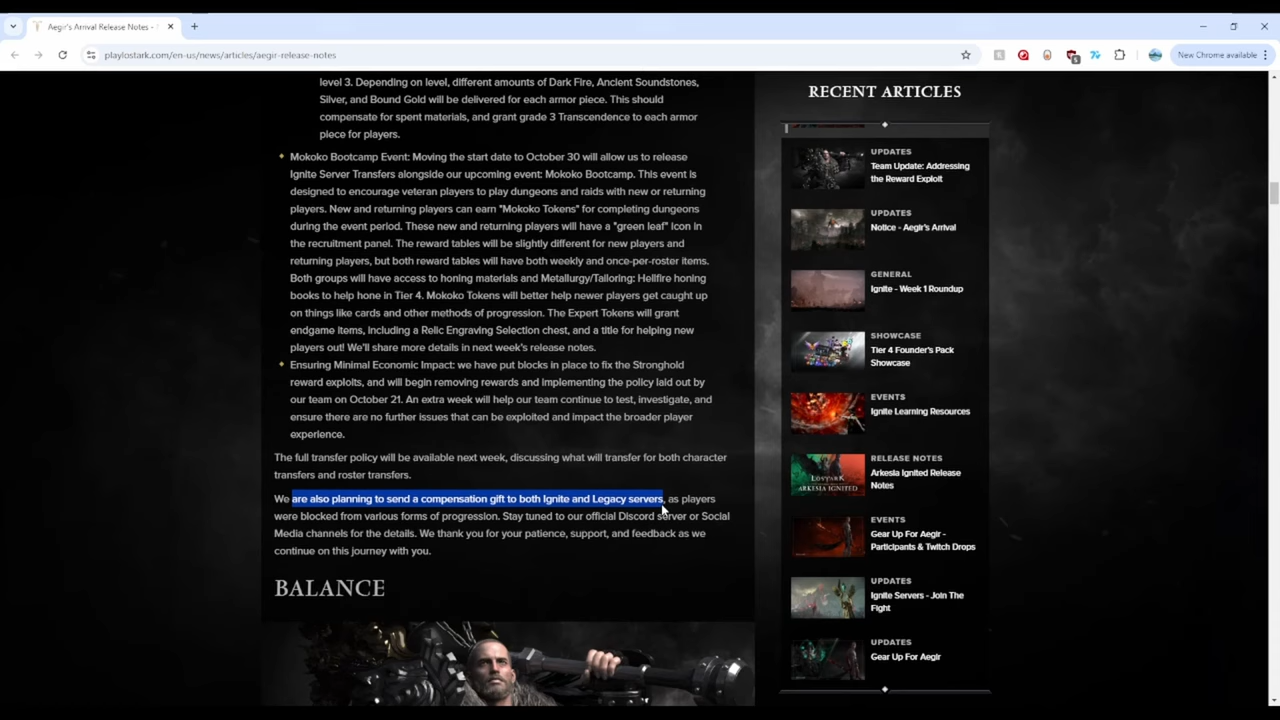 Aegir's Arrival Release Notes -
playlostark.com/en-us/news/articles/aegir-release-notes
New Chrome available
level 3. Depending on level, different amounts of Dark Fire, Ancient Soundstones,
Silver, and Bound Gold will be delivered for each armor piece. This should
compensate for spent materials, and grant grade 3 Transcendence to each armor
piece for players.
Mokoko Bootcamp Event: Moving the start date to October 30 will allow us to release
Ignite Server Transfers alongside our upcoming event: Mokoko Bootcamp. This event is
designed to encourage veteran players to play dungeons and raids with new or returning
players. New and returning players can earn "Mokoko Tokens" for completing dungeons
during the event period. These new and returning players will have a "green leaf" icon in
the recruitment panel. The reward tables will be slightly different for new players and
returning players, but both reward tables will have both weekly and once-per-roster items.
Both groups will have access to honing materials and Metallurgy/Tailoring: Hellfire honing
books to help hone in Tier 4. Mokoko Tokens will better help newer players get caught up
on things like cards and other methods of progression. The Expert Tokens will grant
endgame items, including a Relic Engraving Selection chest, and a title for helping new
players out! We'll share more details in next week's release notes.
Ensuring Minimal Economic Impact: we have put blocks in place to fix the Stronghold
reward exploits, and will begin removing rewards and implementing the policy laid out by
our team on October 21. An extra week will help our team continue to test, investigate, and
ensure there are no further issues that can be exploited and impact the broader player
experience.
The full transfer policy will be available next week, discussing what will transfer for both character
transfers and roster transfers.
We are also planning to send a compensation gift to both Ignite and Legacy servers, as players
were blocked from various forms of progression. Stay tuned to our official Discord server or Social
Media channels for the details. We thank you for your patience, support, and feedback as we
continue on this journey with you.
BALANCE
RECENT ARTICLES
UPDATES
Team Update: Addressing
the Reward Exploit
UPDATES
Notice - Aegir's Arrival
GENERAL
Ignite - Week 1 Roundup
SHOWCASE
Tier 4 Founder's Pack
Showcase
EVENTS
Ignite Learning Resources
RELEASE NOTES
Arkesia Ignited Release
Notes
EVENTS
Gear Up For Aegir -
Participants & Twitch Drops
UPDATES
Ignite Servers - Join The
Fight
UPDATES
Gear Up For Aegir